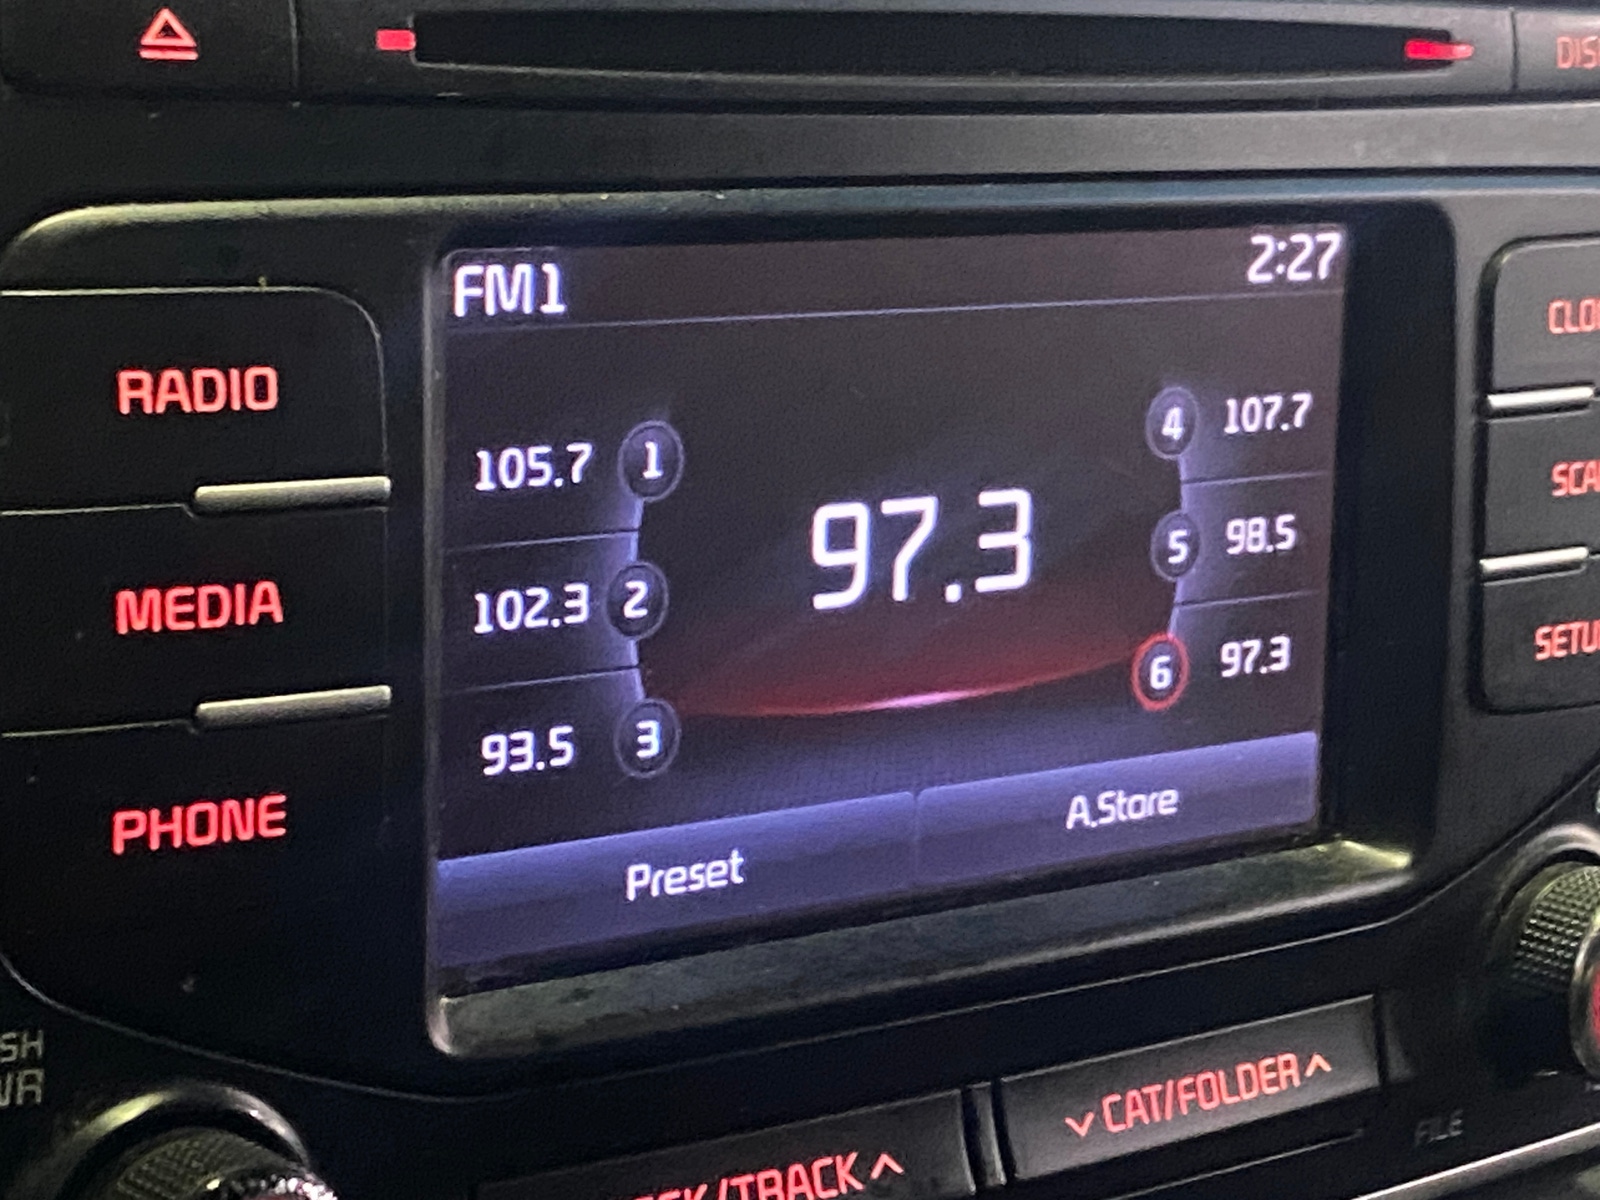 FM1 2:27
RADIO
MEDIA
PHONE
105.7 1
102.3 2
93.5 3
97.3
4 107.7
5 98.5
6 97.3
Preset A.Store
CAT/FOLDER
/TRACK
FILE